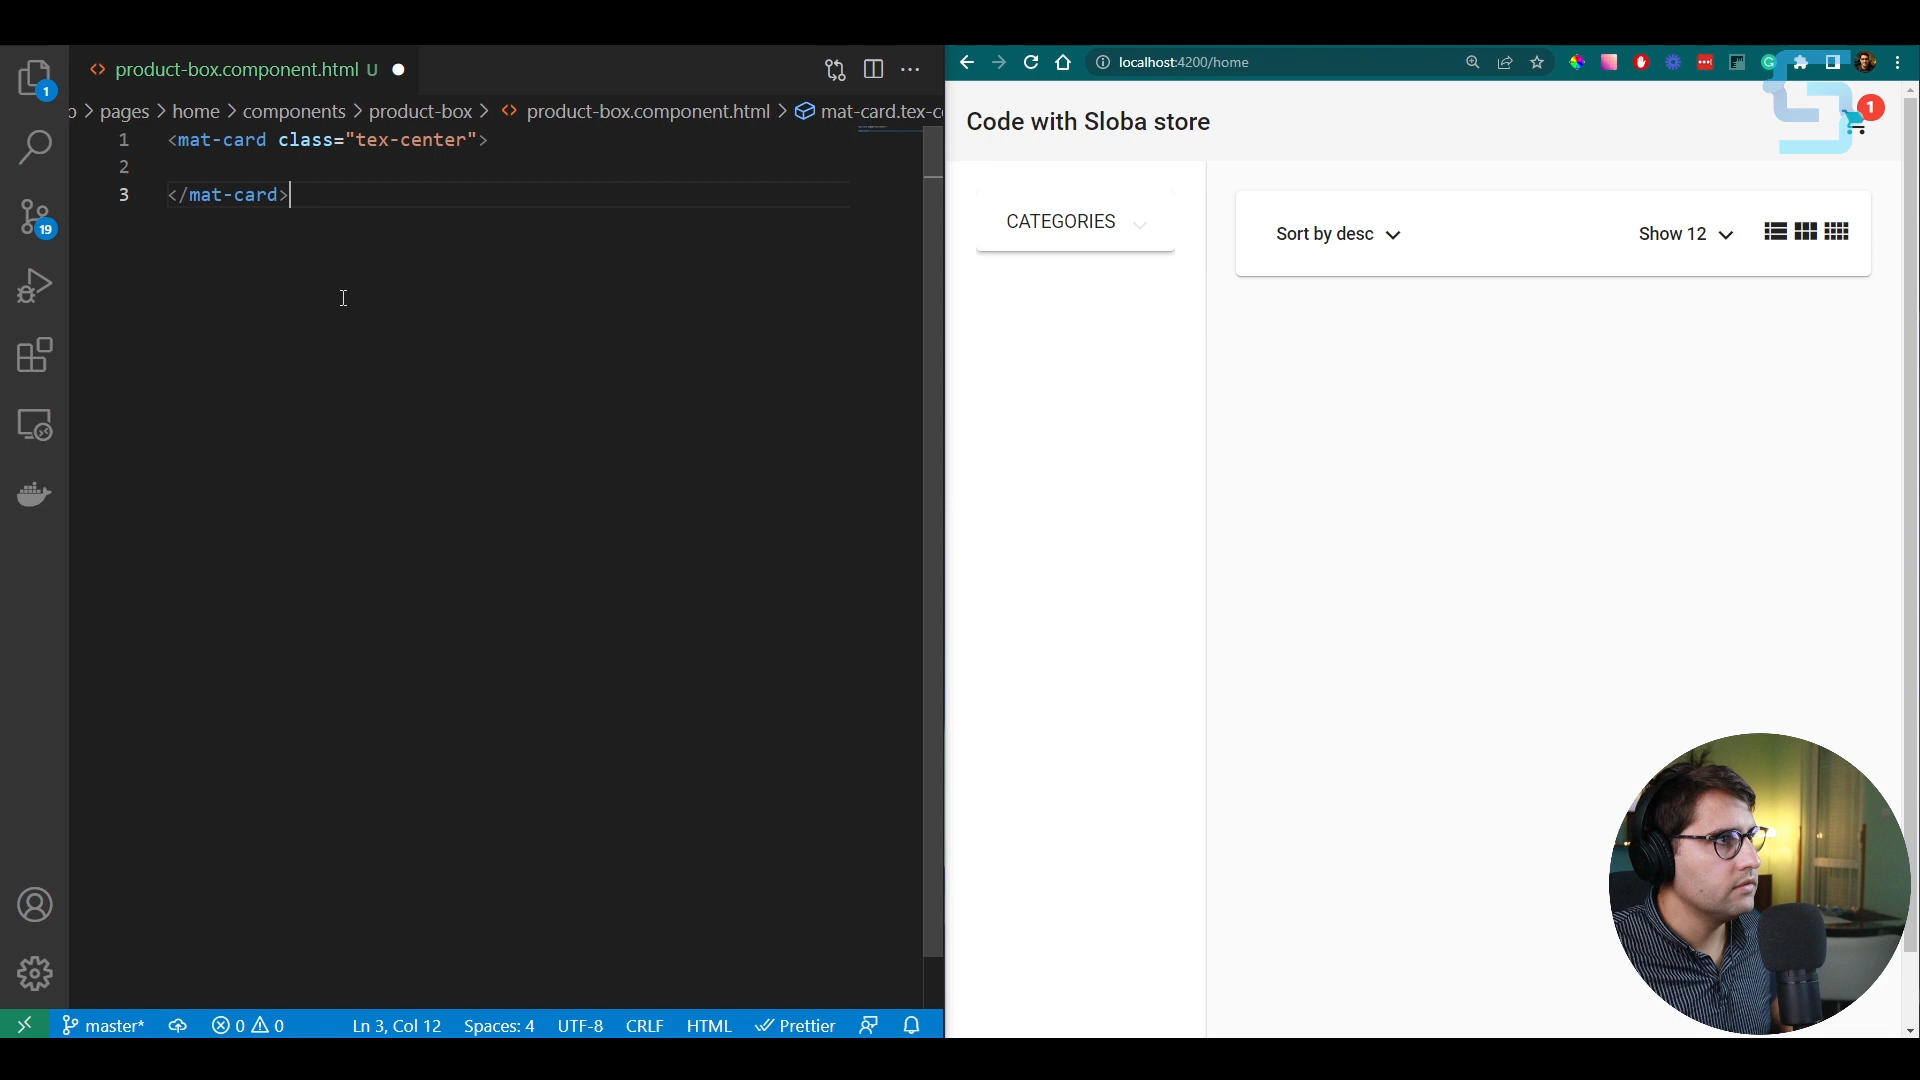 product-box.component.html U
localhost:4200/home
1
pages > home > components > product-box > product-box.component.html > mat-card.tex-c
1 <mat-card class="tex-center">
2
3 </mat-card>
19
Code with Sloba store
1
CATEGORIES
Sort by desc
Show 12
master*
0 0
Ln 3, Col 12
Spaces: 4
UTF-8
CRLF
HTML
Prettier